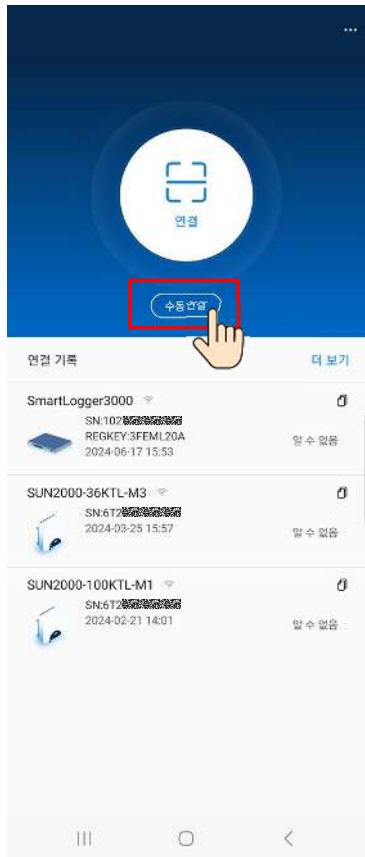 연결
수동연결
연결 기록
더 보기
SmartLogger3000
SN:102
REGKEY:3FEML20A
2024-06-17 15:53
알 수 없음
SUN2000-36KTL-M3
SN:6T2
2024-03-25 15:57
알 수 없음
SUN2000-100KTL-M1
SN:6T2
2024-02-21 14:01
알 수 없음